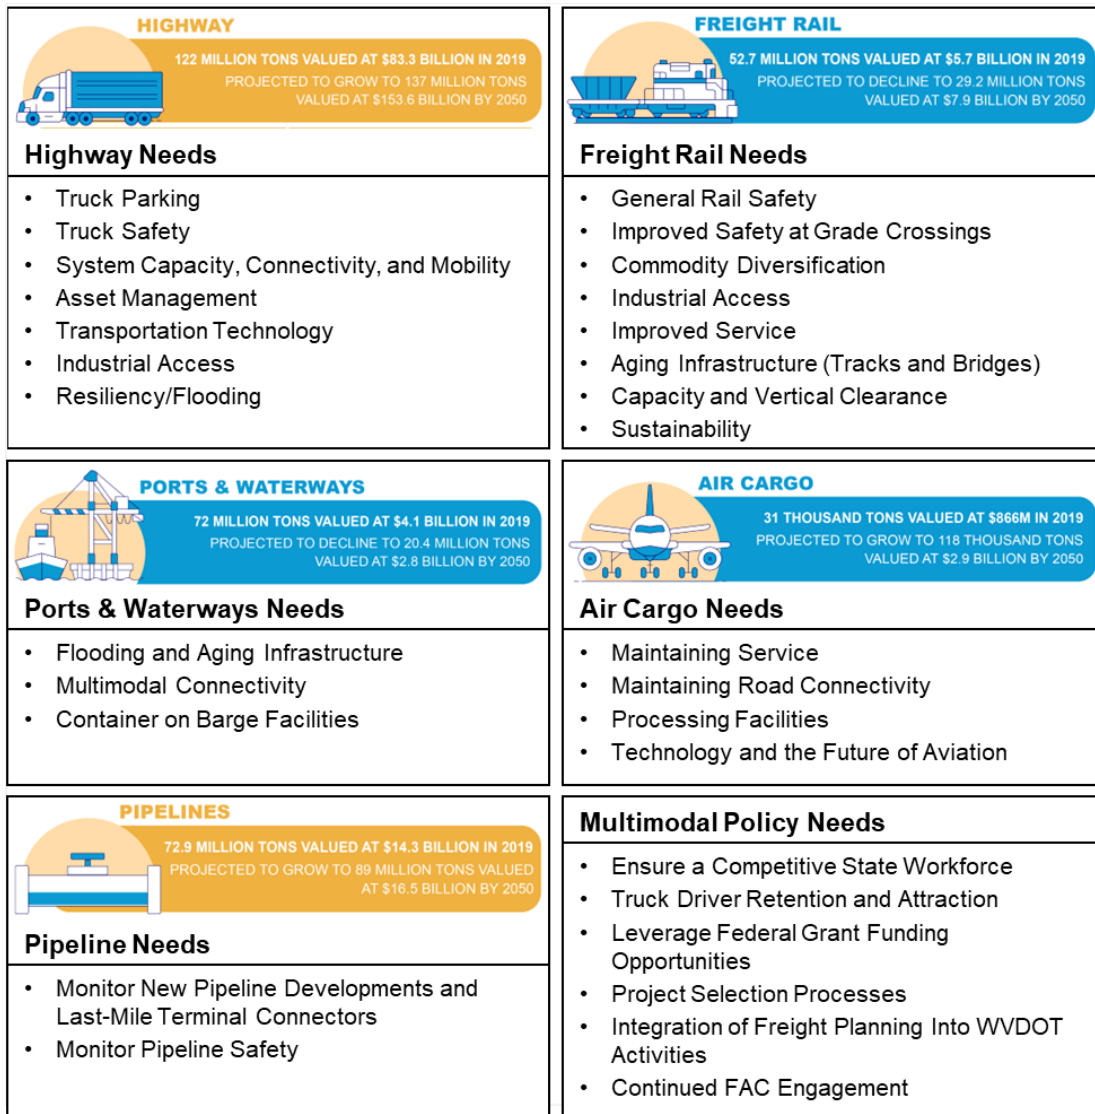 HIGHWAY
122 MILLION TONS VALUED AT $83.3 BILLION IN 2019
PROJECTED TO GROW TO 137 MILLION TONS
VALUED AT $153.6 BILLION BY 2050
Highway Needs
• Truck Parking
• Truck Safety
• System Capacity, Connectivity, and Mobility
• Asset Management
• Transportation Technology
• Industrial Access
• Resiliency/Flooding
FREIGHT RAIL
52.7 MILLION TONS VALUED AT $5.7 BILLION IN 2019
PROJECTED TO DECLINE TO 29.2 MILLION TONS
VALUED AT $7.9 BILLION BY 2050
Freight Rail Needs
• General Rail Safety
• Improved Safety at Grade Crossings
• Commodity Diversification
• Industrial Access
• Improved Service
• Aging Infrastructure (Tracks and Bridges)
• Capacity and Vertical Clearance
• Sustainability
PORTS & WATERWAYS
72 MILLION TONS VALUED AT $4.1 BILLION IN 2019
PROJECTED TO DECLINE TO 20.4 MILLION TONS
VALUED AT $2.8 BILLION BY 2050
Ports & Waterways Needs
• Flooding and Aging Infrastructure
• Multimodal Connectivity
• Container on Barge Facilities
AIR CARGO
31 THOUSAND TONS VALUED AT $866M IN 2019
PROJECTED TO GROW TO 118 THOUSAND TONS
VALUED AT $2.9 BILLION BY 2050
Air Cargo Needs
• Maintaining Service
• Maintaining Road Connectivity
• Processing Facilities
• Technology and the Future of Aviation
PIPELINES
72.9 MILLION TONS VALUED AT $14.3 BILLION IN 2019
PROJECTED TO GROW TO 89 MILLION TONS VALUED
AT $16.5 BILLION BY 2050
Pipeline Needs
• Monitor New Pipeline Developments and
Last-Mile Terminal Connectors
• Monitor Pipeline Safety
Multimodal Policy Needs
• Ensure a Competitive State Workforce
• Truck Driver Retention and Attraction
• Leverage Federal Grant Funding
Opportunities
• Project Selection Processes
• Integration of Freight Planning Into WVDOT
Activities
• Continued FAC Engagement